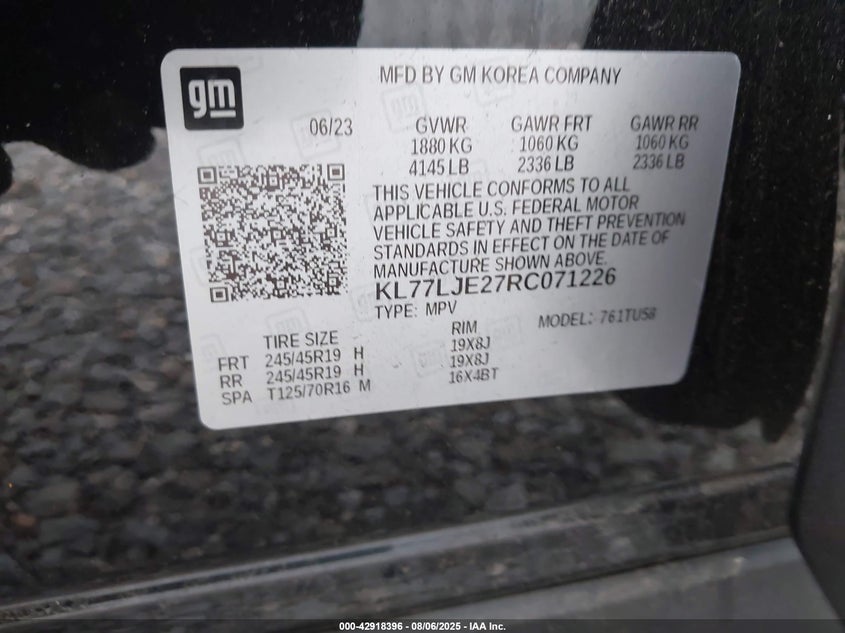 gm
MFD BY GM KOREA COMPANY
06/23 GVWR GAWR FRT GAWR RR
1880 KG 1060 KG 1060 KG
4145 LB 2336 LB 2336 LB
THIS VEHICLE CONFORMS TO ALL
APPLICABLE U.S. FEDERAL MOTOR
VEHICLE SAFETY AND THEFT PREVENTION
STANDARDS IN EFFECT ON THE DATE OF
MANUFACTURE SHOWN ABOVE.
KL77LJE27RC071226
TYPE: MPV MODEL: 761TU58
TIRE SIZE RIM
FRT 245/45R19 H 19X8J
RR 245/45R19 H 19X8J
SPA T125/70R16 M 16X4BT
000-42918396 - 08/06/2025 - IAA Inc.